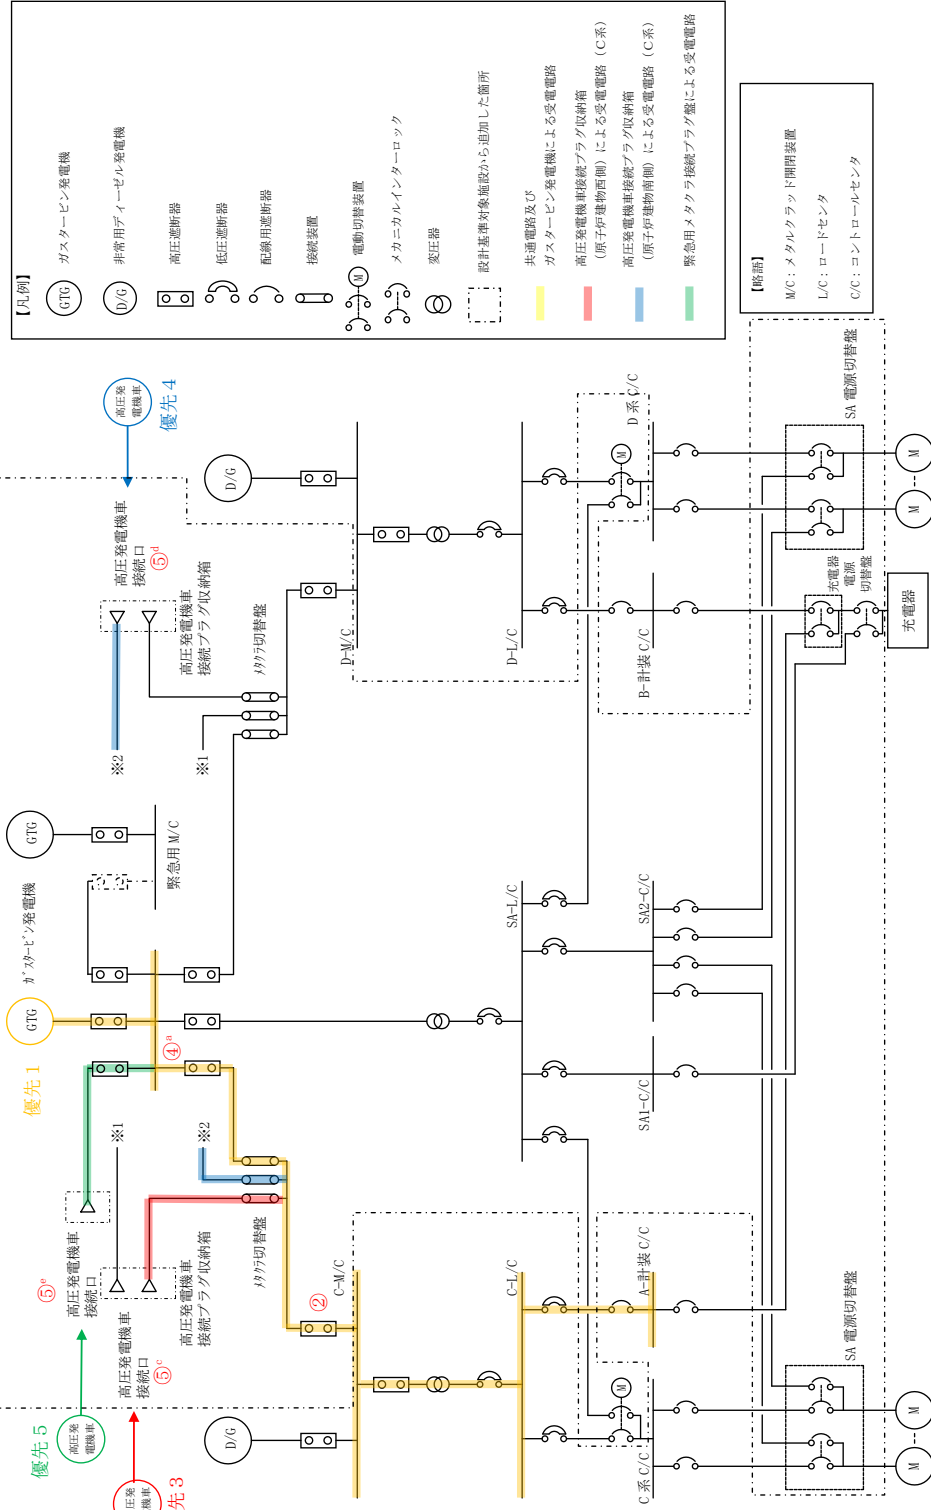 【凡例】
GTG ガスタービン発電機
D/G 非常用ディーゼル発電機
高圧遮断器
低圧遮断器
配線用遮断器
接続装置
M 電動切替装置
メカニカルインターロック
変圧器
設計基準対象施設から追加した箇所
共通電路及び
ガスタービン発電機による受電電路
高圧発電機車接続プラグ収納箱
(原子炉建物西側)による受電電路(C系)
高圧発電機車接続プラグ収納箱
(原子炉建物南側)による受電電路(C系)
緊急用メタクラ接続プラグ盤による受電電路
【略語】
M/C:メタルクラッド開閉装置
L/C:ロードセンタ
C/C:コントロールセンタ
優先5
高圧発
電機車
圧発
機車
先3
⑤e
高圧発電機車
接続口
高圧発電機車
接続口
⑤c
高圧発電機車
接続プラグ収納箱
※1
※2
メタクラ切替盤
優先1
GTG
ガスタービン発電機
GTG
④a
緊急用M/C
②
優先4
高圧発
電機車
高圧発電機車
接続口
⑤d
高圧発電機車
接続プラグ収納箱
※2
※1
メタクラ切替盤
D/G
C-M/C
D/G
D-M/C
C-L/C
SA-L/C
D-L/C
C系C/C
M
A-計装C/C
SA1-C/C
SA2-C/C
B-計装C/C
M
D系C/C
SA電源切替盤
M
M
充電器
電源
切替盤
充電器
SA電源切替盤
M
M